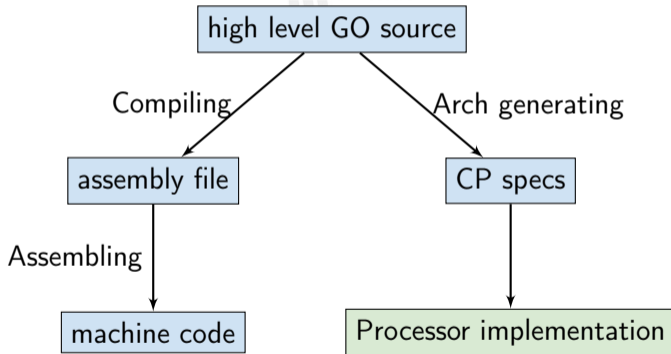 high level GO source
Compiling
Arch generating
assembly file
CP specs
Assembling
machine code
Processor implementation